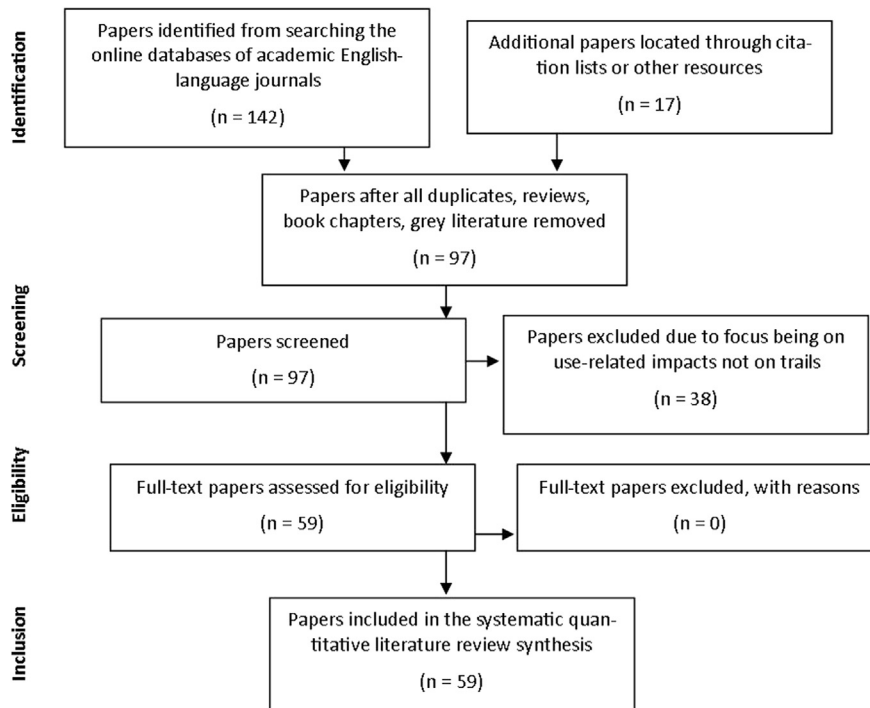 Identification
Papers identified from searching the
online databases of academic English-
language journals
(n = 142)
Additional papers located through cita-
tion lists or other resources
(n = 17)
Papers after all duplicates, reviews,
book chapters, grey literature removed
(n = 97)
Screening
Papers screened
(n = 97)
Papers excluded due to focus being on
use-related impacts not on trails
(n = 38)
Eligibility
Full-text papers assessed for eligibility
(n = 59)
Full-text papers excluded, with reasons
(n = 0)
Inclusion
Papers included in the systematic quan-
titative literature review synthesis
(n = 59)